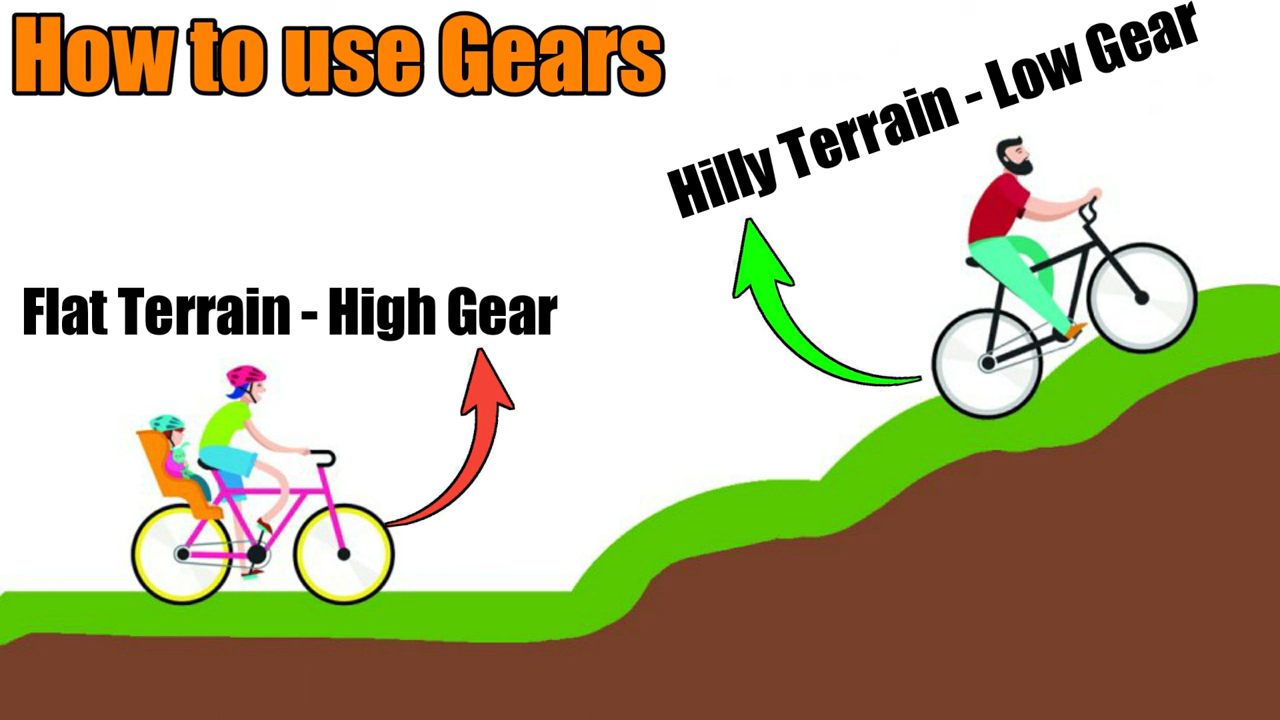 How to use Gears
Hilly Terrain - Low Gear
Flat Terrain - High Gear